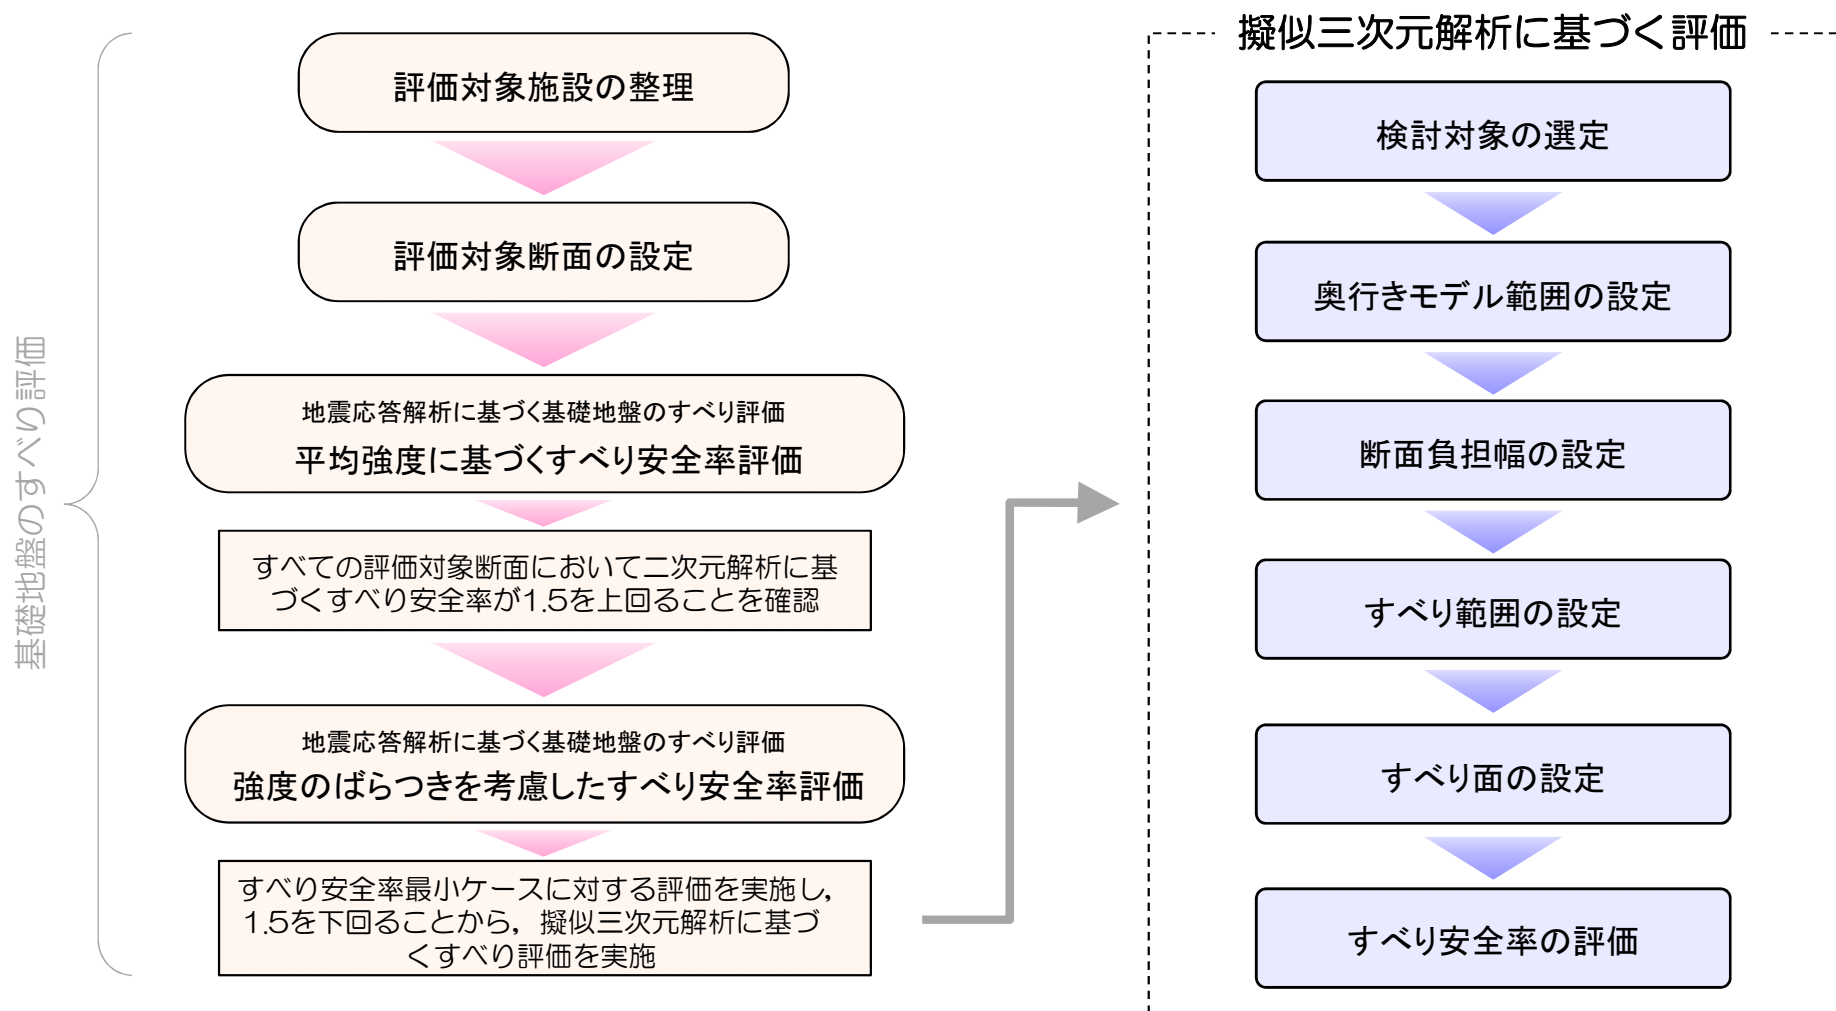 基礎地盤のすべり評価
評価対象施設の整理
評価対象断面の設定
地震応答解析に基づく基礎地盤のすべり評価
平均強度に基づくすべり安全率評価
すべての評価対象断面において二次元解析に基
づくすべり安全率が1.5を上回ることを確認
地震応答解析に基づく基礎地盤のすべり評価
強度のばらつきを考慮したすべり安全率評価
すべり安全率最小ケースに対する評価を実施し,
1.5を下回ることから, 擬似三次元解析に基づ
くすべり評価を実施
擬似三次元解析に基づく評価
検討対象の選定
奥行きモデル範囲の設定
断面負担幅の設定
すべり範囲の設定
すべり面の設定
すべり安全率の評価